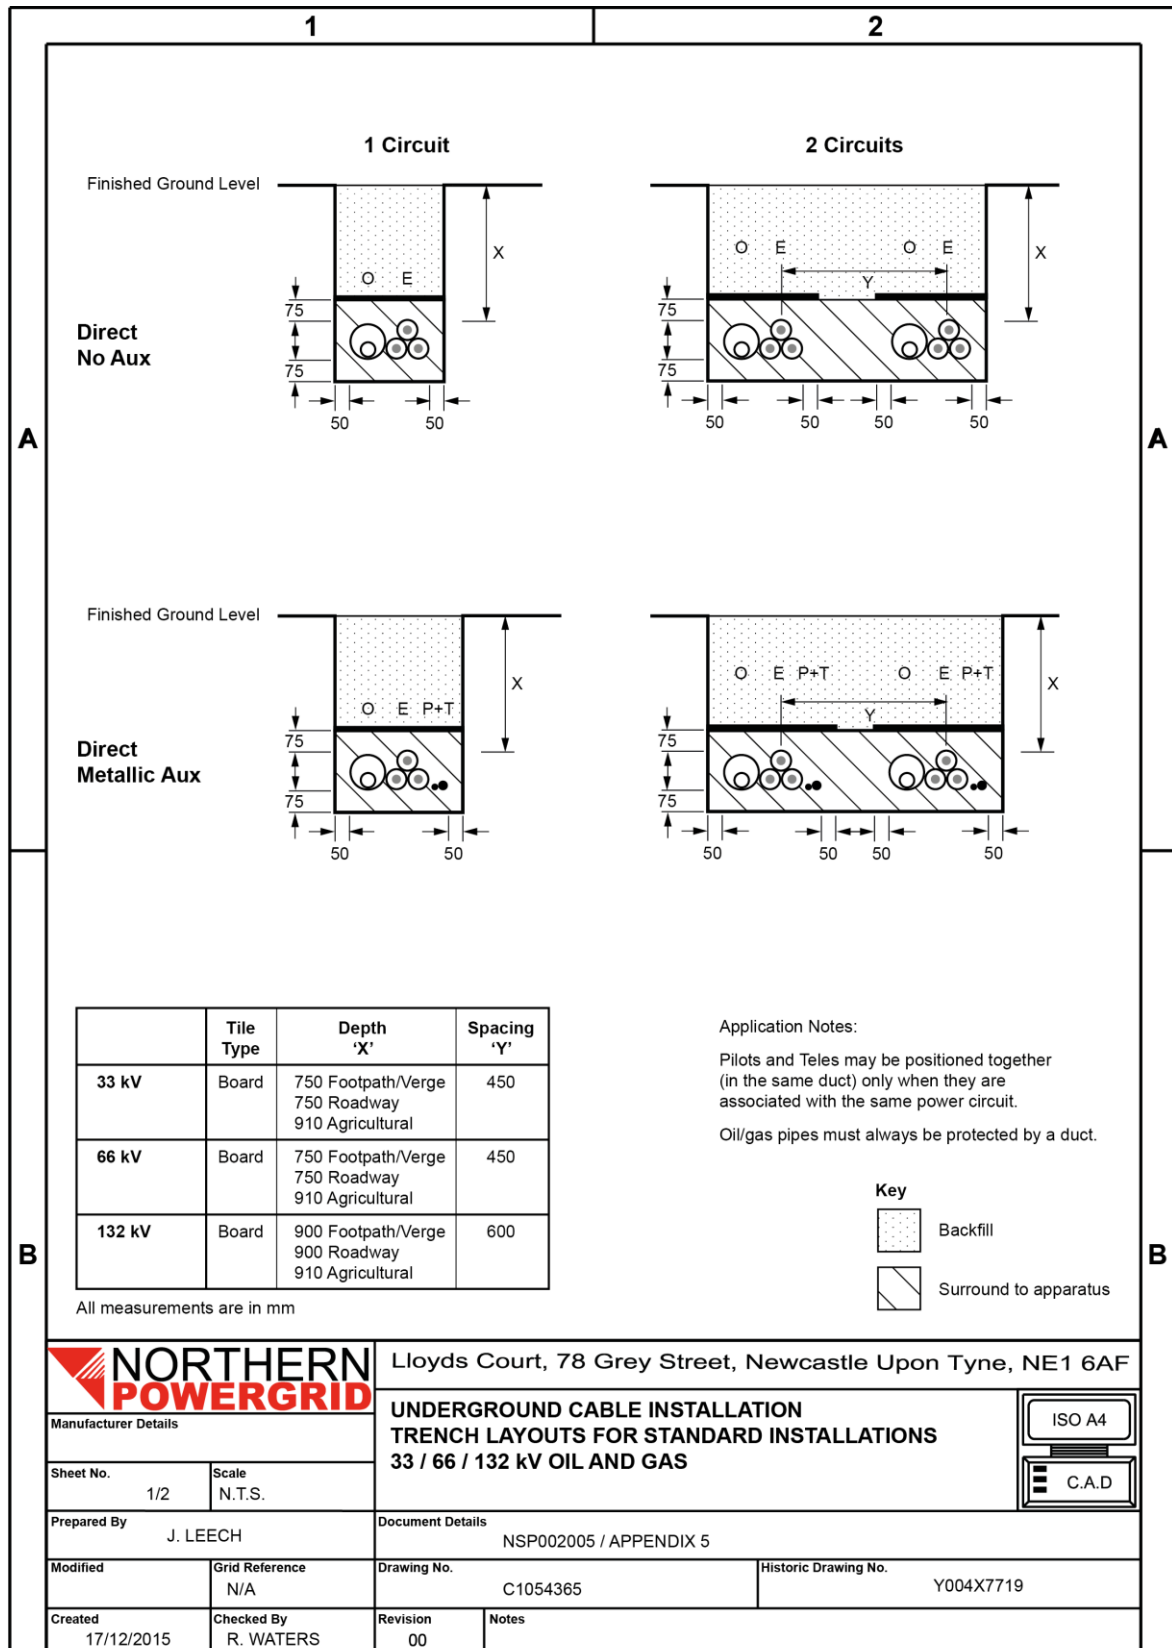 1
2
1 Circuit
2 Circuits
Finished Ground Level
X
O E
75
75
50 50
Direct
No Aux
O E O E
X
Y
75
75
50 50 50 50
A
A
Finished Ground Level
X
O E P+T
75
75
50 50
Direct
Metallic Aux
O E P+T O E P+T
X
Y
75
75
50 50 50 50
Tile Type Depth ‘X’ Spacing ‘Y’
33 kV Board 750 Footpath/Verge 450
750 Roadway
910 Agricultural
66 kV Board 750 Footpath/Verge 450
750 Roadway
910 Agricultural
132 kV Board 900 Footpath/Verge 600
900 Roadway
910 Agricultural
All measurements are in mm
Application Notes:
Pilots and Teles may be positioned together
(in the same duct) only when they are
associated with the same power circuit.
Oil/gas pipes must always be protected by a duct.
Key
Backfill
Surround to apparatus
B
B
NORTHERN
POWERGRID
Lloyds Court, 78 Grey Street, Newcastle Upon Tyne, NE1 6AF
Manufacturer Details
UNDERGROUND CABLE INSTALLATION
TRENCH LAYOUTS FOR STANDARD INSTALLATIONS
33 / 66 / 132 kV OIL AND GAS
ISO A4
C.A.D
Sheet No.
1/2
Scale
N.T.S.
Prepared By
J. LEECH
Document Details
NSP002005 / APPENDIX 5
Modified
Grid Reference
N/A
Drawing No.
C1054365
Historic Drawing No.
Y004X7719
Created
17/12/2015
Checked By
R. WATERS
Revision
00
Notes